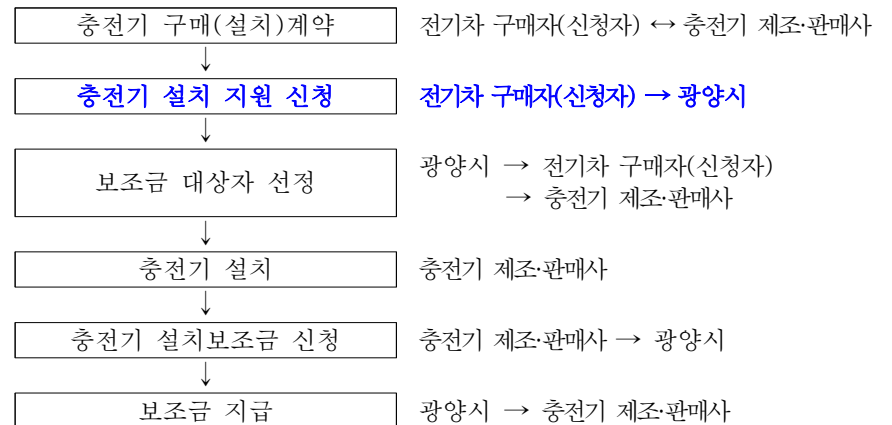 충전기 구매(설치)계약 전기차 구매자(신청자) ↔ 충전기 제조·판매사
↓
충전기 설치 지원 신청 전기차 구매자(신청자) → 광양시
↓
보조금 대상자 선정 광양시 → 전기차 구매자(신청자)
→ 충전기 제조·판매사
↓
충전기 설치 충전기 제조·판매사
↓
충전기 설치보조금 신청 충전기 제조·판매사 → 광양시
↓
보조금 지급 광양시 → 충전기 제조·판매사